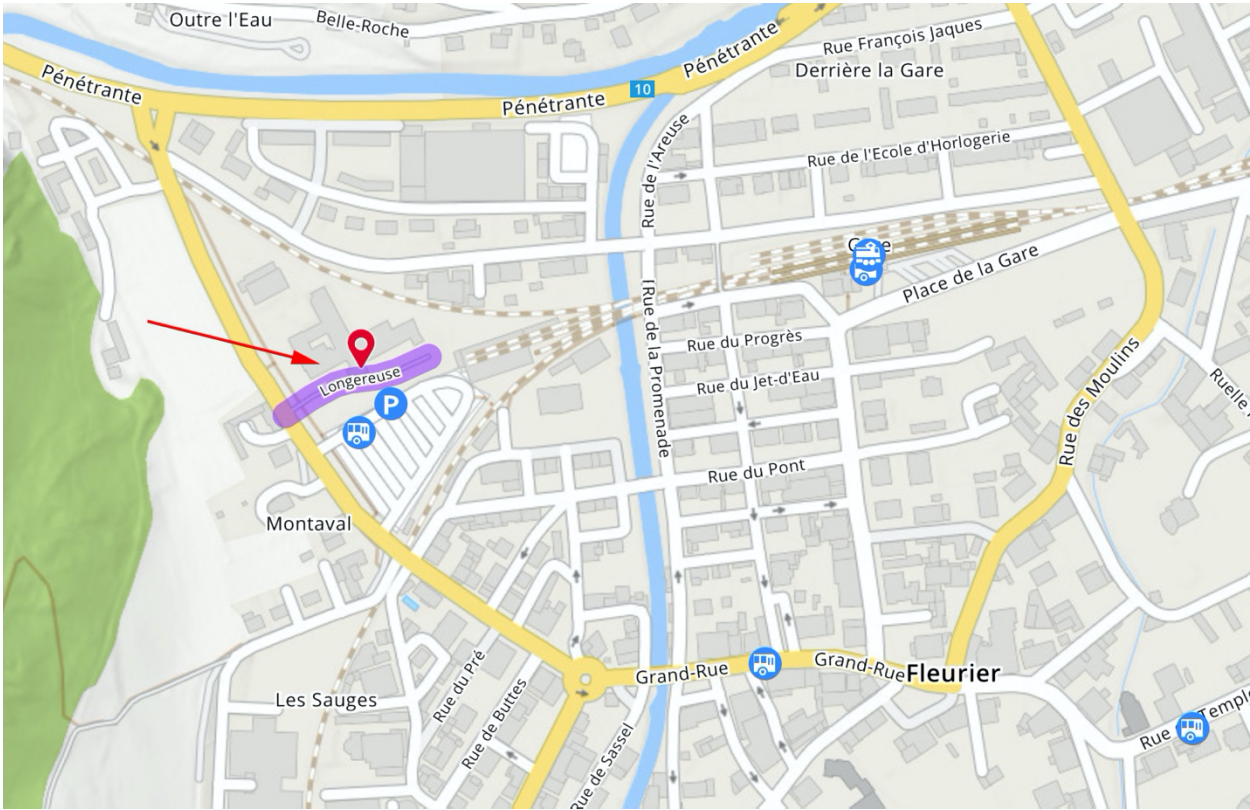 Outre l'Eau
Belle-Roche
Pénétrante
Rue François Jaques
Derrière la Gare
Pénétrante
10
Pénétrante
Rue de l'Areuse
Rue de l'Ecole d'Horlogerie
Place de la Gare
Rue de la Promenade
Rue du Progrès
Longereuse
P
Rue du Jet-d'Eau
Rue des Moulins
Ruelle
Rue du Pont
Montaval
Grand-Rue
Grand-Rue
Fleurier
Les Sauges
Rue du Pré
Rue de Buttes
Rue de Sassel
Rue
Temple